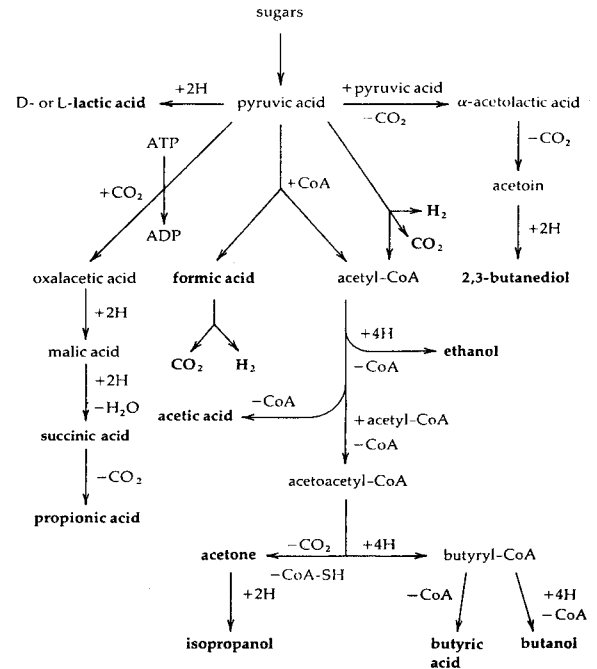 sugars
+2H
+pyruvic acid
D- or L-lactic acid
pyruvic acid
α-acetolactic acid
−CO₂
ATP
−CO₂
+CO₂
+CoA
acetoin
H₂
ADP
CO₂
+2H
oxalacetic acid
formic acid
acetyl-CoA
2,3-butanediol
+2H
+4H
malic acid
CO₂
H₂
ethanol
−CoA
+2H
−H₂O
−CoA
acetic acid
+acetyl-CoA
succinic acid
−CoA
−CO₂
acetoacetyl-CoA
propionic acid
−CO₂
+4H
acetone
butyryl-CoA
−CoA-SH
+2H
−CoA
+4H
−CoA
isopropanol
butyric
acid
butanol